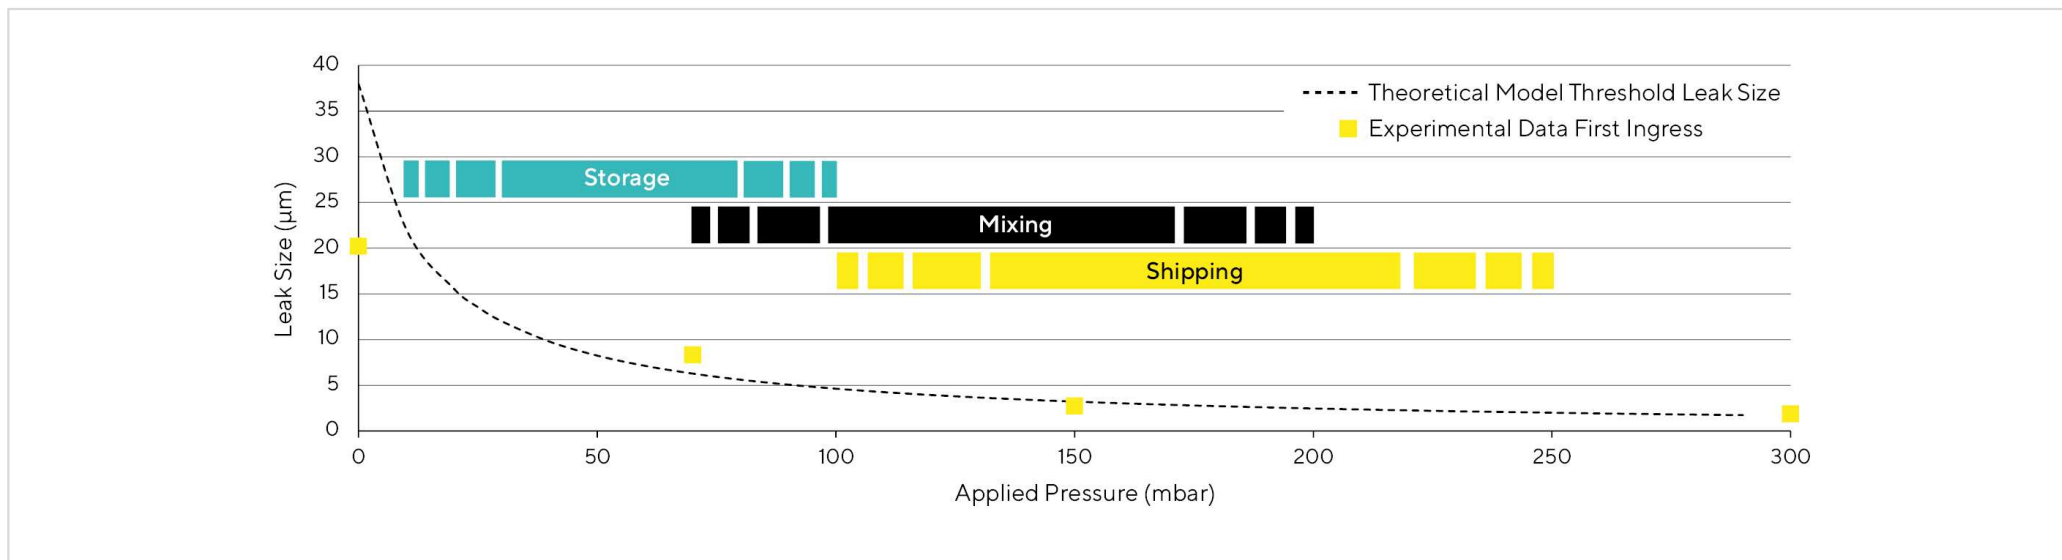 40
35
30
25
20
15
10
5
0
Leak Size (µm)
Theoretical Model Threshold Leak Size
Experimental Data First Ingress
Storage
Mixing
Shipping
0 50 100 150 200 250 300
Applied Pressure (mbar)